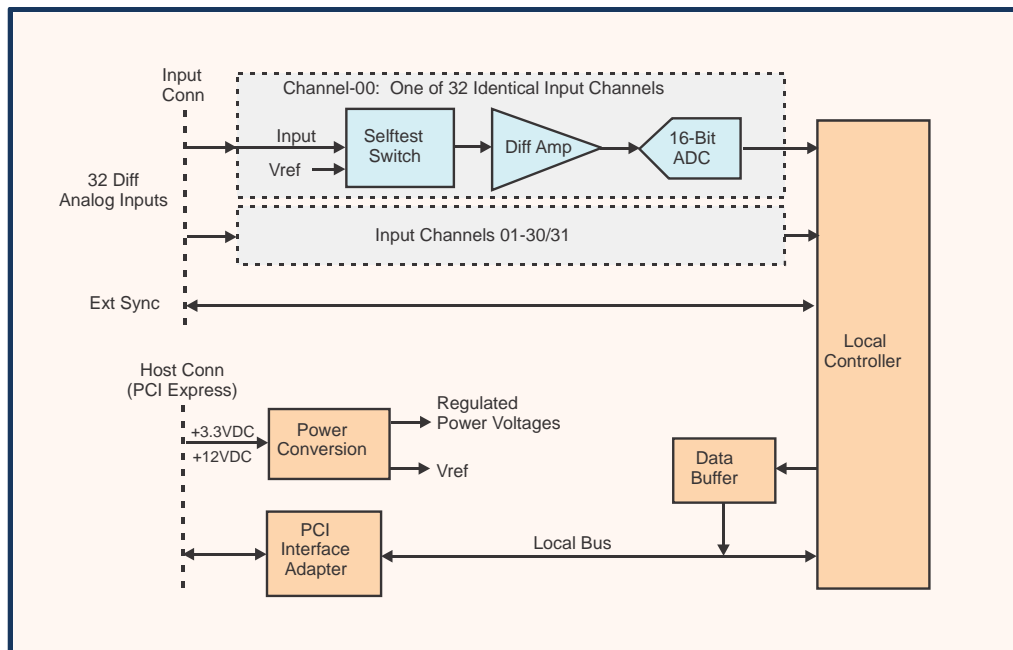 Input
Conn
Channel-00:  One of 32 Identical Input Channels
Input
Vref
Selftest
Switch
Diff Amp
16-Bit
ADC
32 Diff
Analog Inputs
Input Channels 01-30/31
Ext Sync
Local
Controller
Host Conn
(PCI Express)
+3.3VDC
+12VDC
Power
Conversion
Regulated
Power Voltages
Vref
Data
Buffer
PCI
Interface
Adapter
Local Bus